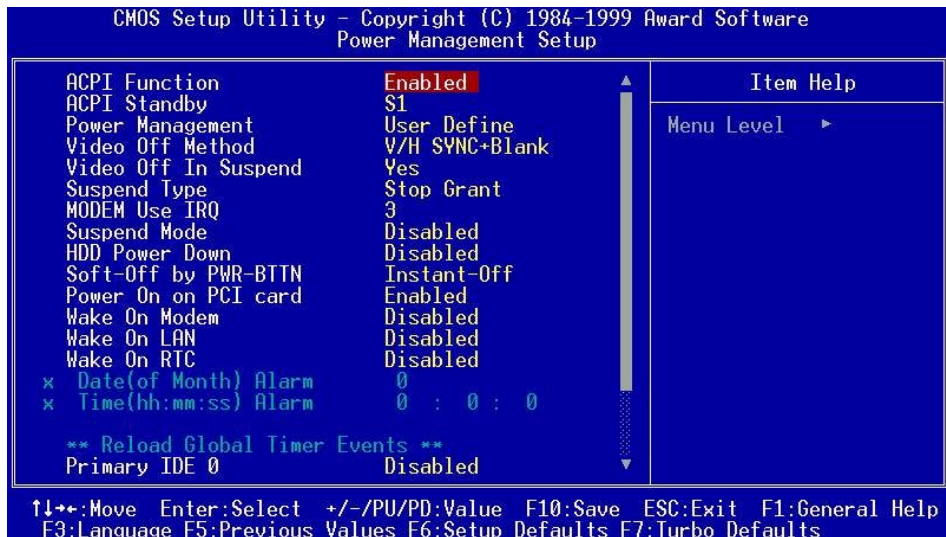 CMOS Setup Utility - Copyright (C) 1984-1999 Award Software
Power Management Setup
ACPI Function Enabled
ACPI Standby S1
Power Management User Define
Video Off Method V/H SYNC+Blank
Video Off In Suspend Yes
Suspend Type Stop Grant
MODEM Use IRQ 3
Suspend Mode Disabled
HDD Power Down Disabled
Soft-Off by PWR-BTTN Instant-Off
Power On on PCI card Enabled
Wake On Modem Disabled
Wake On LAN Disabled
Wake On RTC Disabled
x Date(of Month) Alarm 0
x Time(hh:mm:ss) Alarm 0 : 0 : 0
** Reload Global Timer Events **
Primary IDE 0 Disabled
Item Help
Menu Level ▶
↑↓→←:Move Enter:Select +/-/PU/PD:Value F10:Save ESC:Exit F1:General Help
F3:Language F5:Previous Values F6:Setup Defaults F7:Turbo Defaults